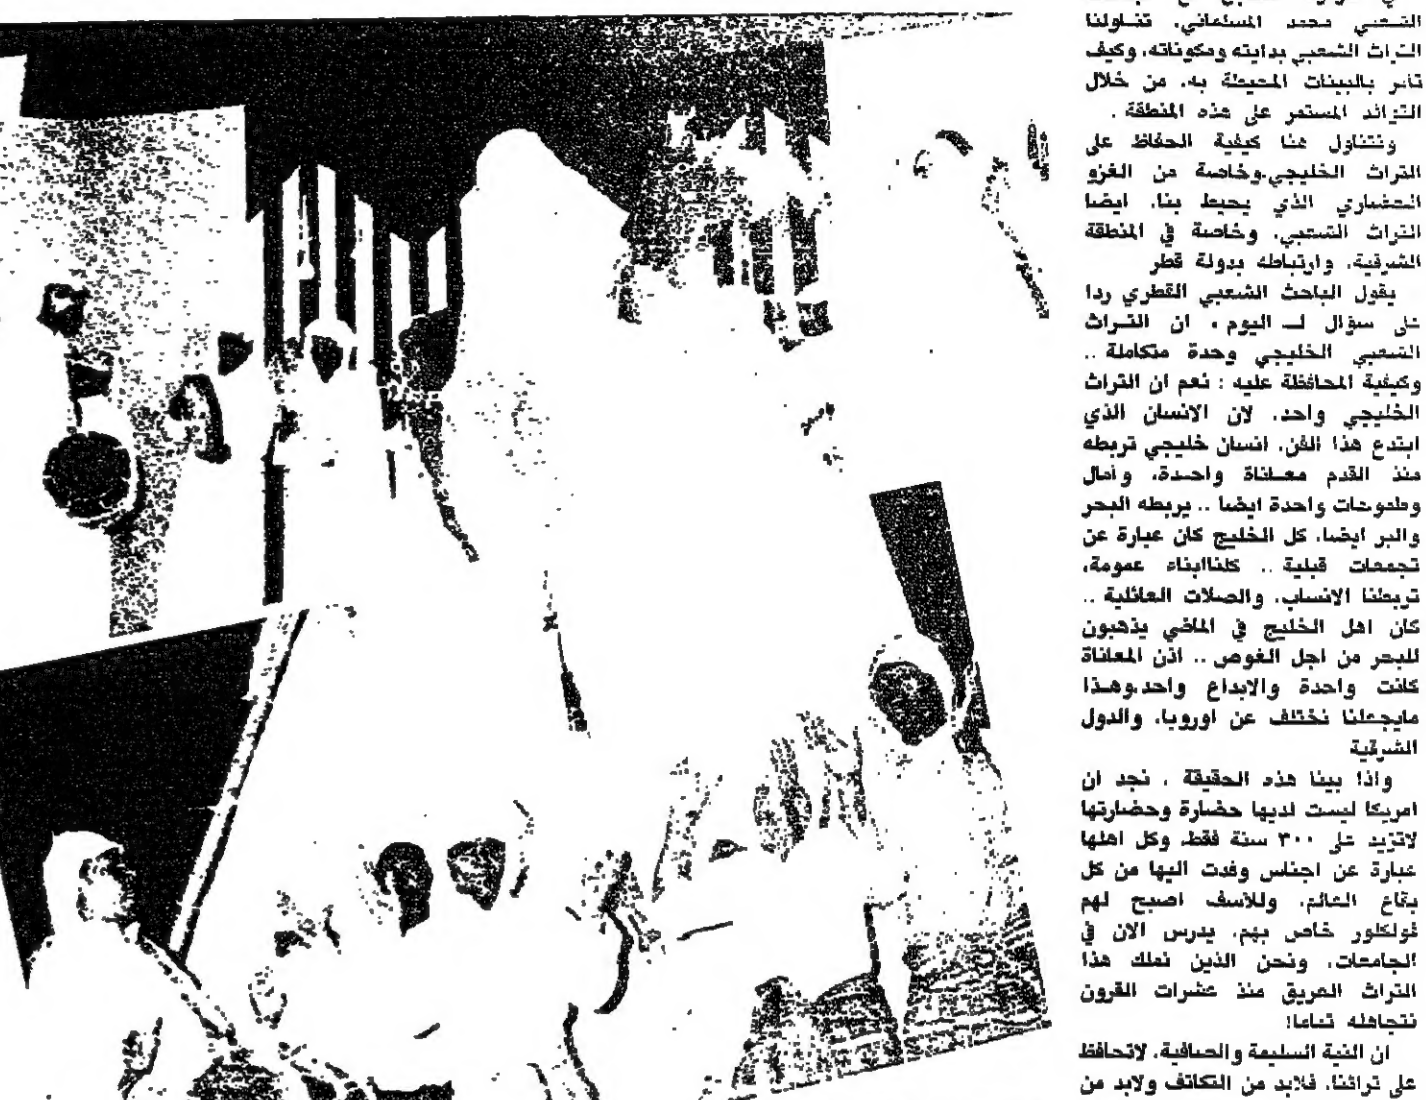 الشعبي محمد المسلماني. تناولنا
التراث الشعبي بدايته ومكوناته، وكيف
تاثر بالبيئات المحيطة به، من خلال
التوافد المستمر على هذه المنطقة .
ونتناول هنا كيفية الحفاظ على
التراث الخليجي.وخاصة من الغزو
الحضاري الذي يحيط بنا. ايضا
التراث الشعبي. وخاصة في المنطقة
الشرقية. وارتباطه بدولة قطر
يقول الباحث الشعبي القطري ردا
على سؤال لـ اليوم . ان التراث
الشعبي الخليجي وحدة متكاملة ..
وكيفية المحافظة عليه : نعم ان التراث
الخليجي واحد. لان الانسان الذي
ابتدع هذا الفن. انسان خليجي تربطه
منذ القدم معاناة واحدة، وأمال
وطموحات واحدة ايضا .. يربطه البحر
والبر ايضا. كل الخليج كان عبارة عن
تجمعات قبلية .. كلناابناء عمومة،
تربطنا الانساب. والصلات العائلية ..
كان اهل الخليج في الماضي يذهبون
للبحر من اجل الغوص .. اذن المعاناة
كانت واحدة والابداع واحد.وهذا
مايجعلنا نختلف عن اوروبا. والدول
الشرقية
واذا بينا هذه الحقيقة . نجد ان
امريكا ليست لديها حضارة وحضارتها
لاتزيد على ٣٠٠ سنة فقط. وكل اهلها
عبارة عن اجناس وفدت اليها من كل
بقاع العالم. وللأسف اصبح لهم
فولكلور خاص بهم. يدرس الان في
الجامعات. ونحن الذين نملك هذا
التراث العريق منذ عشرات القرون
نتجاهله تماما!
ان النية السليمة والصافية. لاتحافظ
على تراثنا. فلابد من التكاتف ولابد من